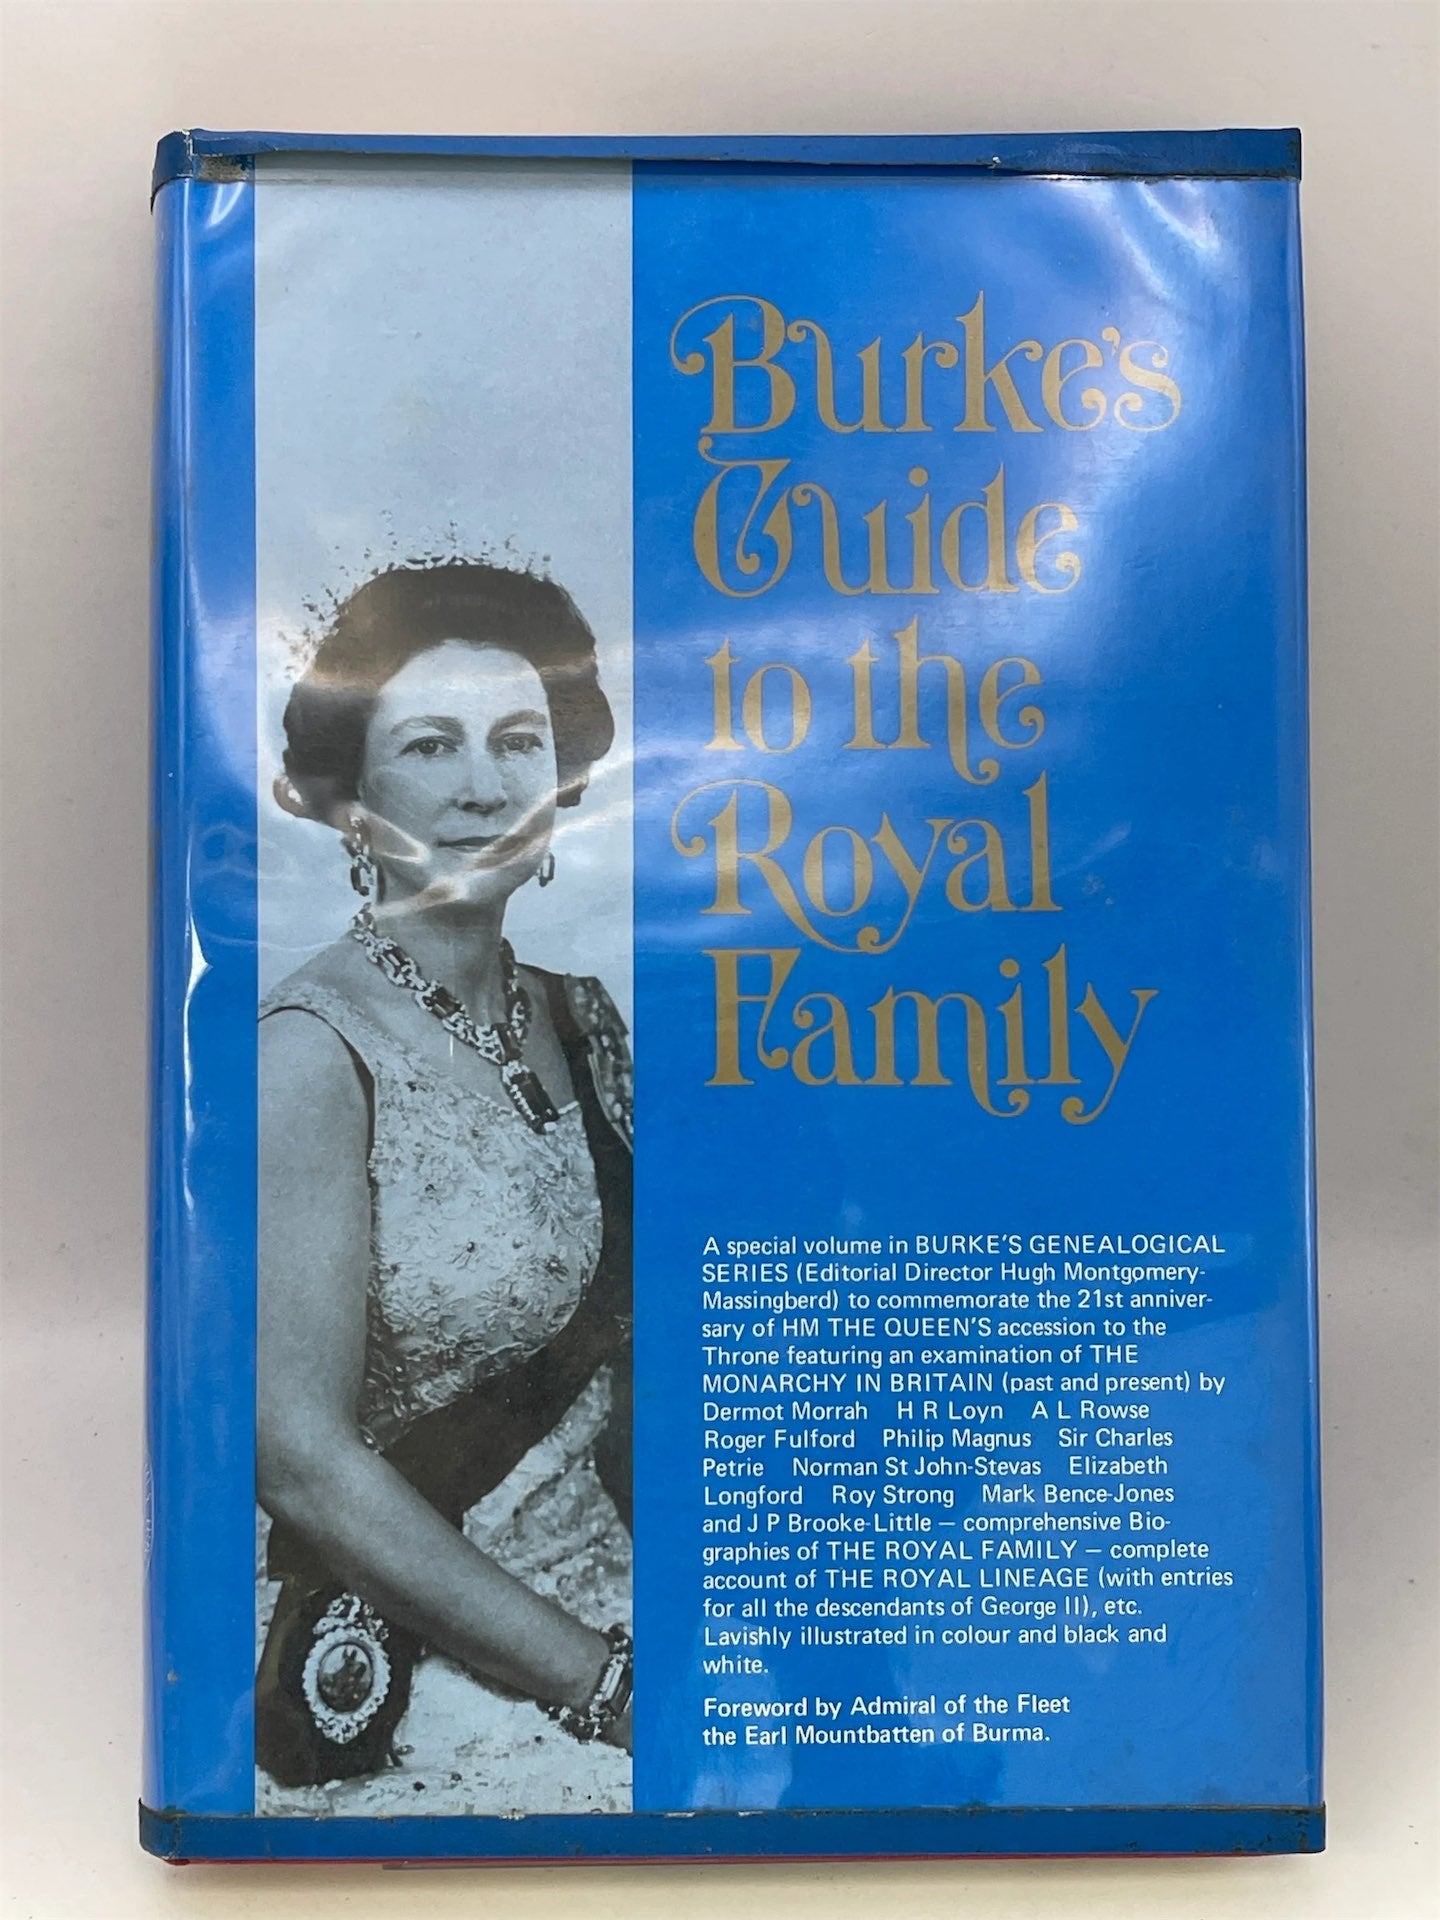 Burke's
Guide
to the
Royal
Family
A special volume in BURKE'S GENEALOGICAL
SERIES (Editorial Director Hugh Montgomery-
Massingberd) to commemorate the 21st anniver-
sary of HM THE QUEEN'S accession to the
Throne featuring an examination of THE
MONARCHY IN BRITAIN (past and present) by
Dermot Morrah H R Loyn A L Rowse
Roger Fulford Philip Magnus Sir Charles
Petrie Norman St John-Stevas Elizabeth
Longford Roy Strong Mark Bence-Jones
and J P Brooke-Little – comprehensive Bio-
graphies of THE ROYAL FAMILY – complete
account of THE ROYAL LINEAGE (with entries
for all the descendants of George II), etc.
Lavishly illustrated in colour and black and
white.
Foreword by Admiral of the Fleet
the Earl Mountbatten of Burma.